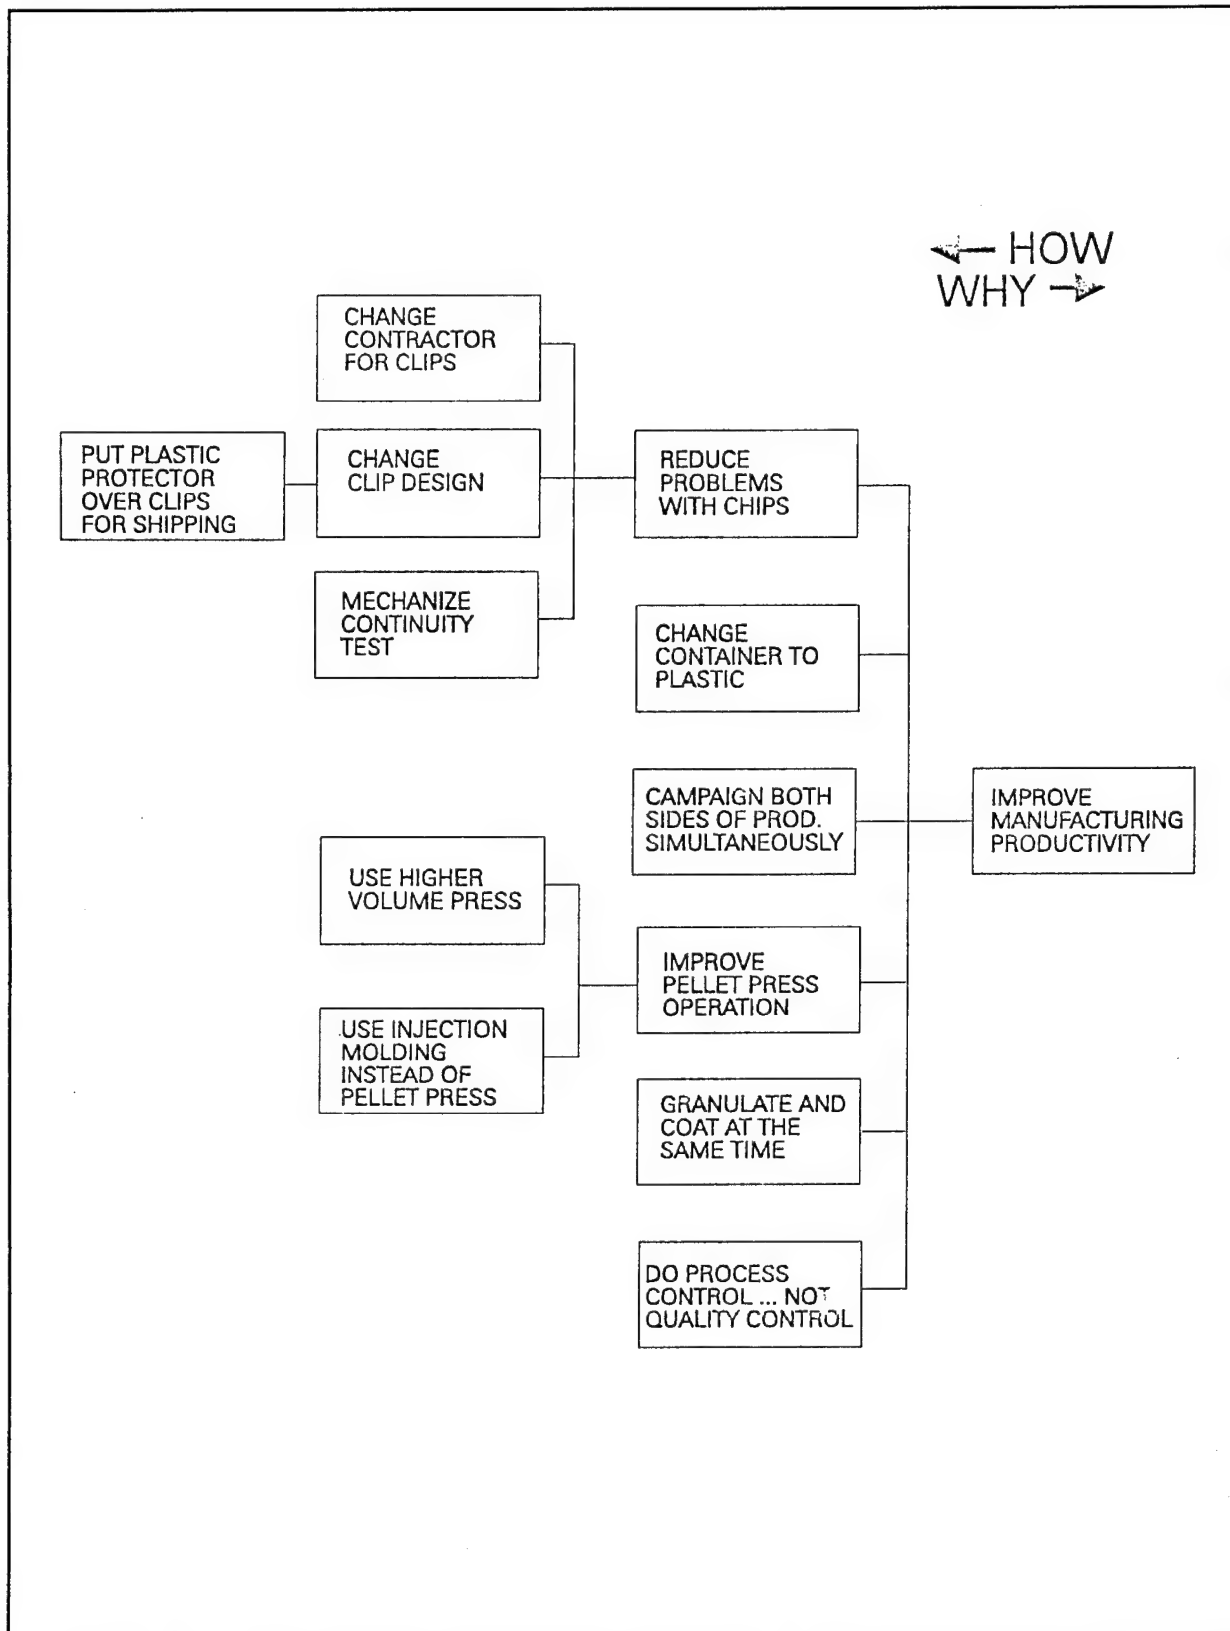 HOW
WHY
CHANGE
CONTRACTOR
FOR CLIPS
PUT PLASTIC
PROTECTOR
OVER CLIPS
FOR SHIPPING
CHANGE
CLIP DESIGN
REDUCE
PROBLEMS
WITH CHIPS
MECHANIZE
CONTINUITY
TEST
CHANGE
CONTAINER TO
PLASTIC
CAMPAIGN BOTH
SIDES OF PROD.
SIMULTANEOUSLY
IMPROVE
MANUFACTURING
PRODUCTIVITY
USE HIGHER
VOLUME PRESS
IMPROVE
PELLET PRESS
OPERATION
USE INJECTION
MOLDING
INSTEAD OF
PELLET PRESS
GRANULATE AND
COAT AT THE
SAME TIME
DO PROCESS
CONTROL ... NOT
QUALITY CONTROL